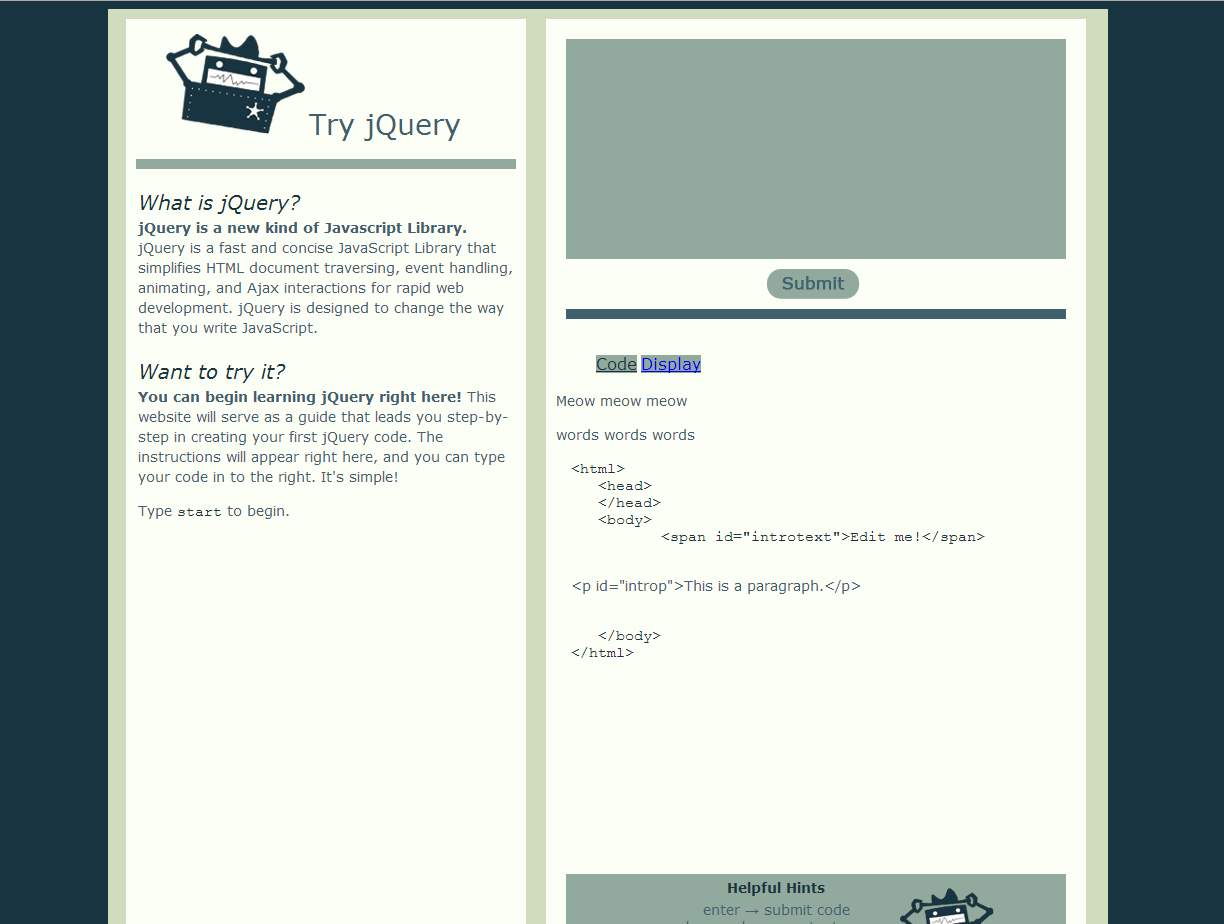 Try jQuery
What is jQuery?
jQuery is a new kind of Javascript Library.
jQuery is a fast and concise JavaScript Library that
simplifies HTML document traversing, event handling,
animating, and Ajax interactions for rapid web
development. jQuery is designed to change the way
that you write JavaScript.
Want to try it?
You can begin learning jQuery right here! This
website will serve as a guide that leads you step-by-
step in creating your first jQuery code. The
instructions will appear right here, and you can type
your code in to the right. It's simple!
Type start to begin.
Submit
Code Display
Meow meow meow
words words words
<html>
<head>
</head>
<body>
<span id="introtext">Edit me!</span>
<p id="introp">This is a paragraph.</p>
</body>
</html>
Helpful Hints
enter → submit code